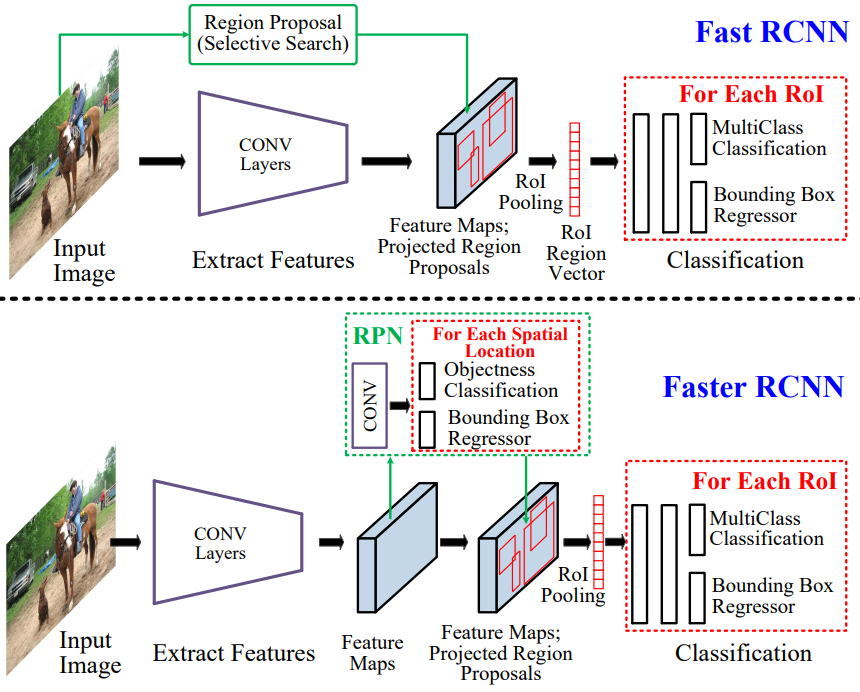 Region Proposal
(Selective Search)
Fast RCNN
CONV
Layers
For Each RoI
MultiClass
Classification
Bounding Box
Regressor
RoI
Pooling
Input
Image
Extract Features
Feature Maps;
Projected Region
Proposals
RoI
Region
Vector
Classification
RPN
For Each Spatial
Location
CONV
Objectness
Classification
Bounding Box
Regressor
Faster RCNN
CONV
Layers
For Each RoI
MultiClass
Classification
Bounding Box
Regressor
RoI
Pooling
Input
Image
Extract Features
Feature
Maps
Feature Maps;
Projected Region
Proposals
Classification